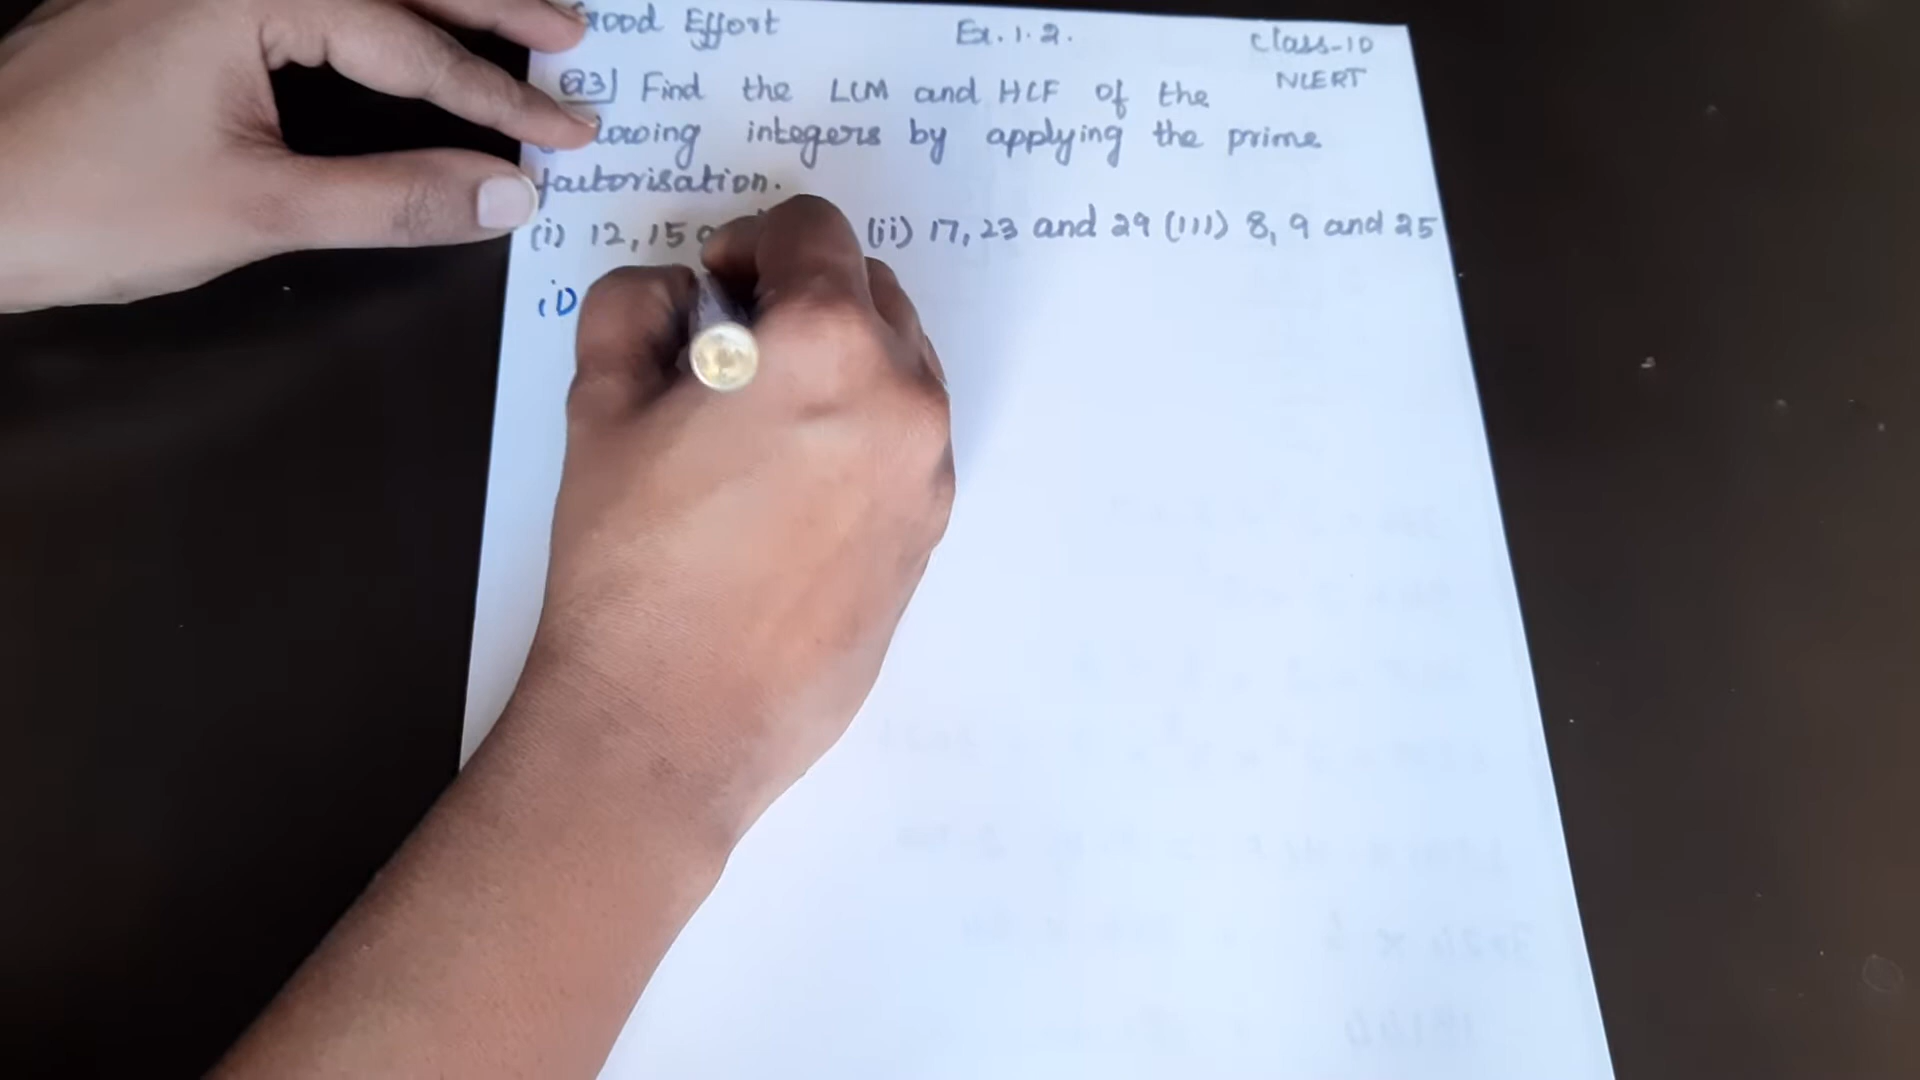 Good Effort Ex. 1.2. Class-10
NCERT
Q3) Find the LCM and HCF of the
lowing integers by applying the prime
factorisation.
(i) 12, 15 (ii) 17, 23 and 29 (iii) 8, 9 and 25
(i)